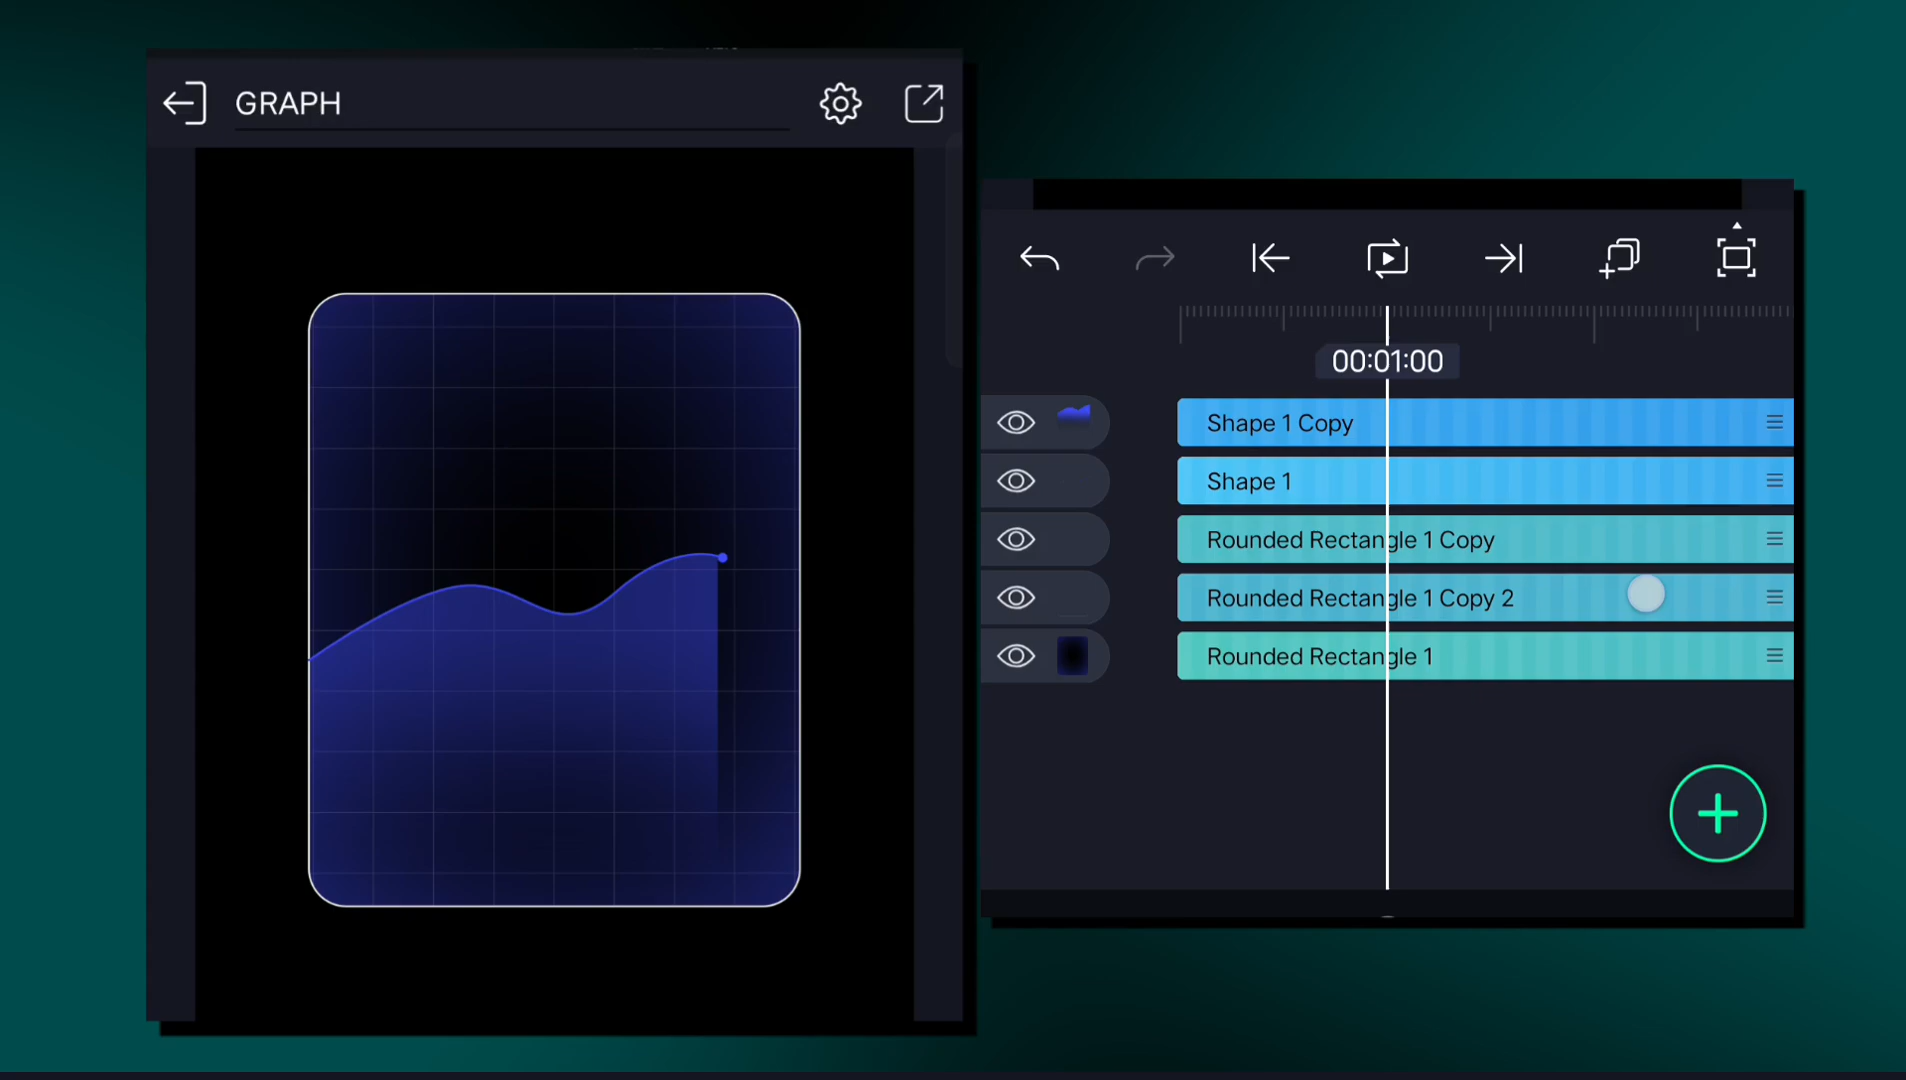 GRAPH
00:01:00
Shape 1 Copy
Shape 1
Rounded Rectangle 1 Copy
Rounded Rectangle 1 Copy 2
Rounded Rectangle 1